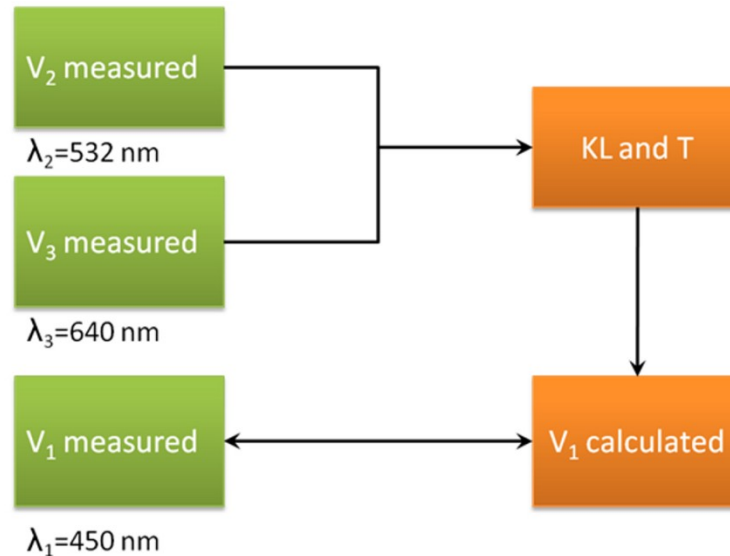 V₂ measured
λ₂=532 nm
KL and T
V₃ measured
λ₃=640 nm
V₁ measured
V₁ calculated
λ₁=450 nm